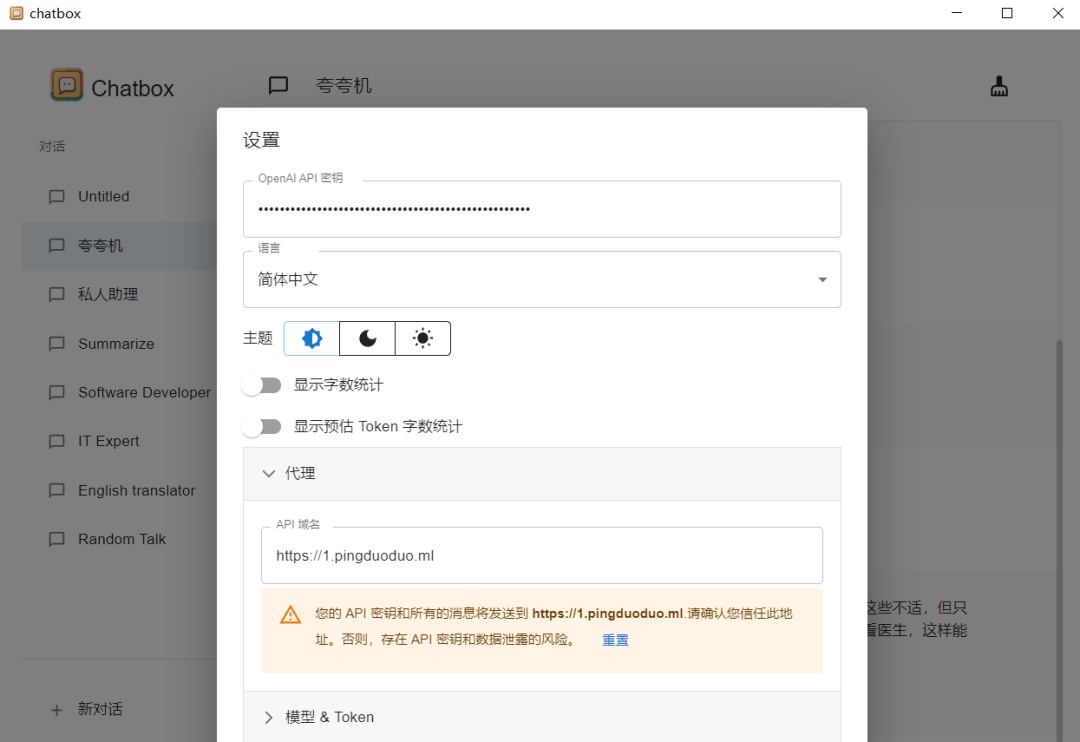 chatbox
Chatbox
夸夸机
对话
Untitled
夸夸机
私人助理
Summarize
Software Developer
IT Expert
English translator
Random Talk
新对话
设置
OpenAI API 密钥
••••••••••••••••••••••••••••••••••••••••••••••••••••
语言
简体中文
主题
显示字数统计
显示预估 Token 字数统计
代理
API 域名
https://1.pingduoduo.ml
您的 API 密钥和所有的消息将发送到 https://1.pingduoduo.ml 请确认您信任此地
址。否则，存在 API 密钥和数据泄露的风险。 重置
模型 & Token
这些不适，但只
看医生，这样能